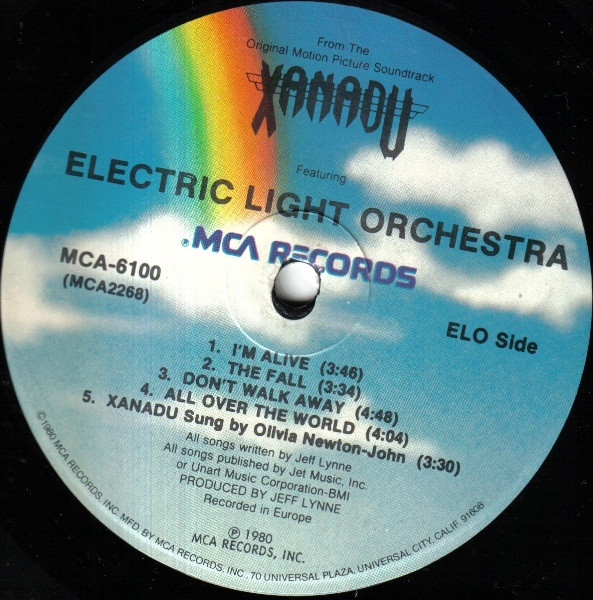 From The
Original Motion Picture Soundtrack
XANADU
Featuring
ELECTRIC LIGHT ORCHESTRA
® MCA RECORDS
MCA-6100
(MCA2268)
ELO Side
1. I'M ALIVE (3:46)
2. THE FALL (3:34)
3. DON'T WALK AWAY (4:48)
4. ALL OVER THE WORLD (4:04)
5. XANADU Sung by Olivia Newton-John (3:30)
All songs written by Jeff Lynne
All songs published by Jet Music, Inc.
or Unart Music Corporation-BMI
PRODUCED BY JEFF LYNNE
Recorded in Europe
℗ 1980
MCA RECORDS, INC.
©1980 MCA RECORDS, INC. MFD BY MCA RECORDS, INC., 70 UNIVERSAL PLAZA, UNIVERSAL CITY, CALIF. 91608